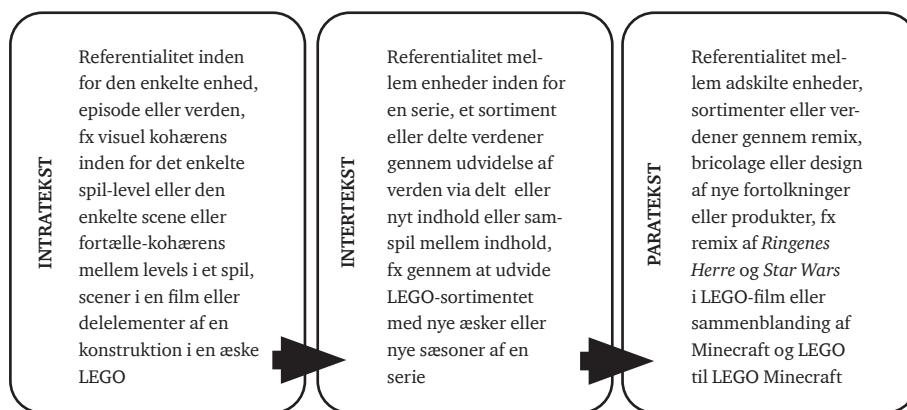 INTRATEKST
Referentialitet inden
for den enkelte enhed,
episode eller verden,
fx visuel kohærens
inden for det enkelte
spil-level eller den
enkelte scene eller
fortælle-kohærens
mellem levels i et spil,
scener i en film eller
delelementer af en
konstruktion i en æske
LEGO
INTERTEKST
Referentialitet mel-
lem enheder inden for
en serie, et sortiment
eller delte verdener
gennem udvidelse af
verden via delt eller
nyt indhold eller sam-
spil mellem indhold,
fx gennem at udvide
LEGO-sortimentet
med nye æsker eller
nye sæsoner af en
serie
PARATEKST
Referentialitet mel-
lem adskilte enheder,
sortimenter eller ver-
dener gennem remix,
bricolage eller design
af nye fortolkninger
eller produkter, fx
remix af Ringenes
Herre og Star Wars
i LEGO-film eller
sammenblanding af
Minecraft og LEGO
til LEGO Minecraft